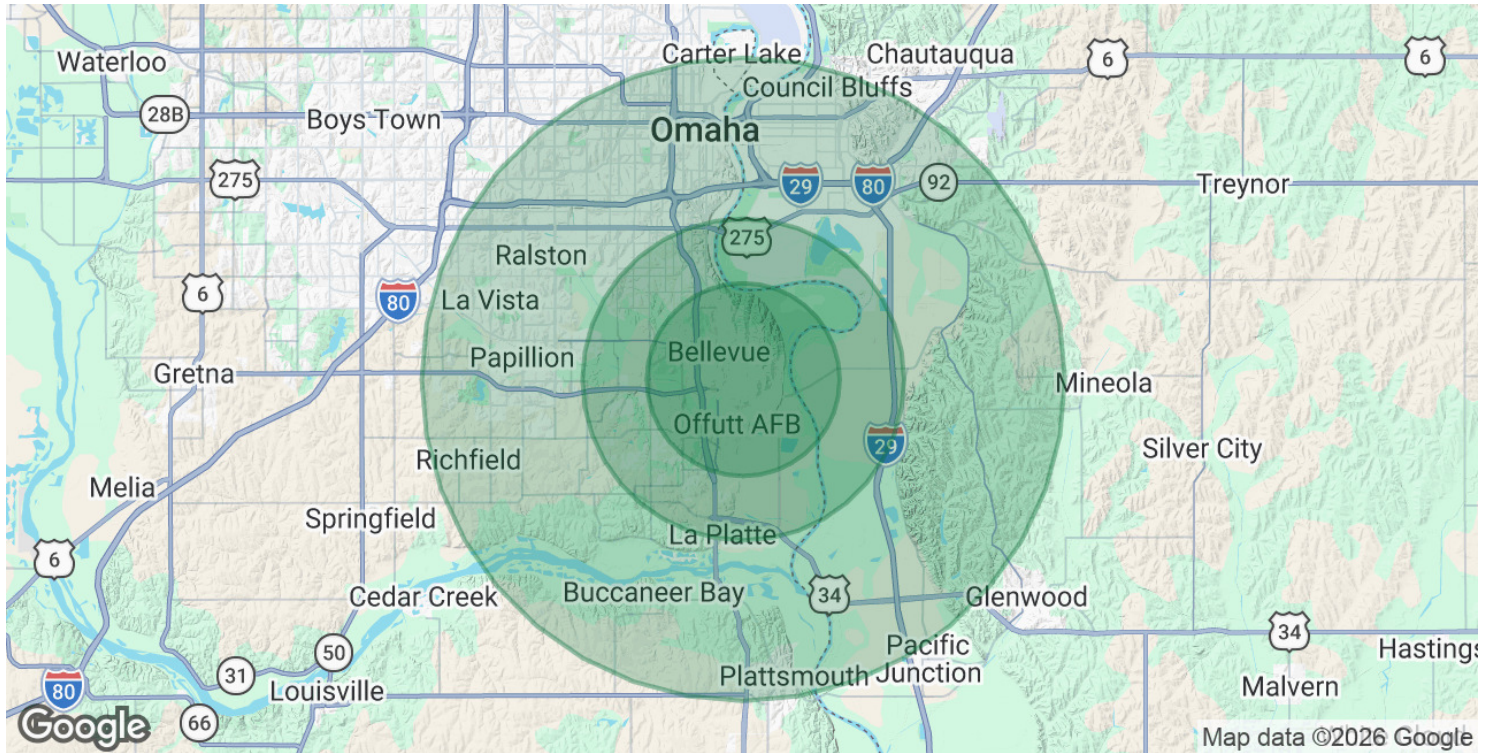 Carter Lake
Chautauqua
6
6
Waterloo
Council Bluffs
28B
Boys Town
Omaha
275
29
80
92
Treynor
275
Ralston
6
80
La Vista
Bellevue
Papillion
Gretna
Mineola
Offutt AFB
29
Silver City
Richfield
Melia
Springfield
La Platte
6
Cedar Creek
Buccaneer Bay
34
Glenwood
34
50
Pacific
Junction
Hastings
31
Plattsmouth
80
Louisville
Malvern
66
Google
Map data ©2026 Google